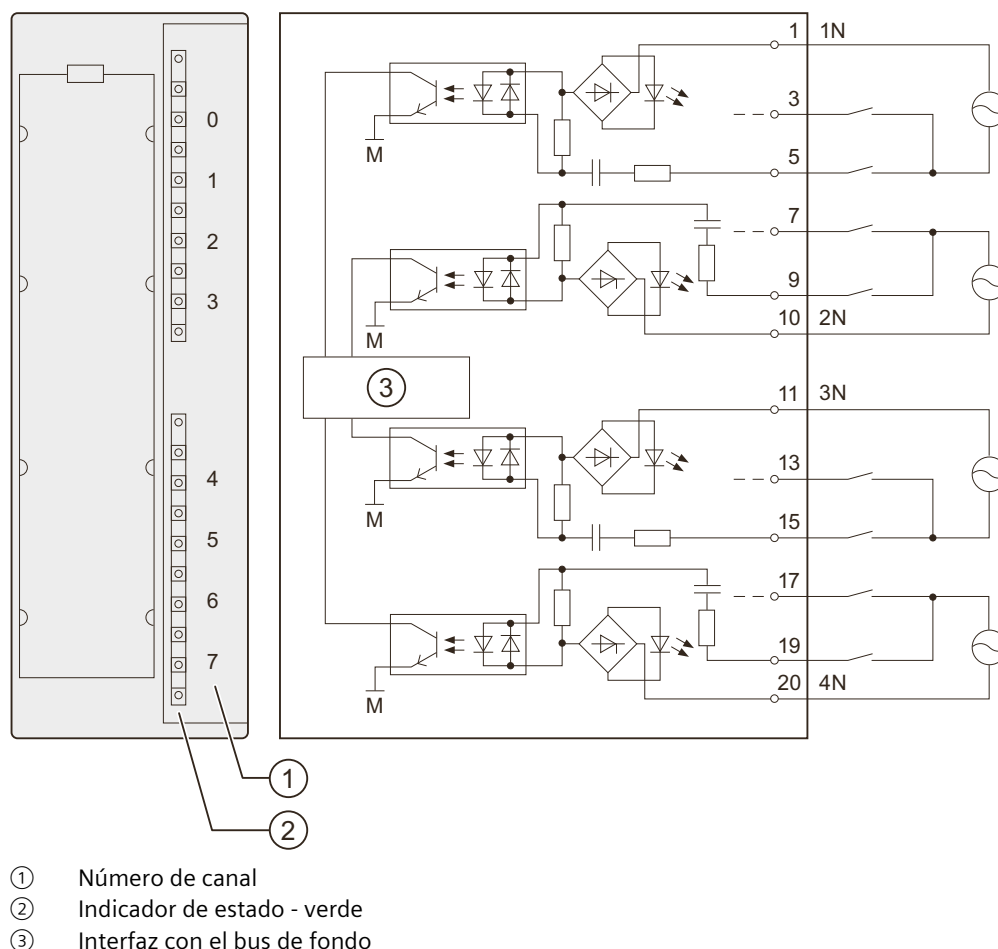 0
1
2
3
4
5
6
7
1 1N
3
5
7
9
10 2N
11 3N
13
15
17
19
20 4N
M
M
M
M
③
①
②
① Número de canal
② Indicador de estado - verde
③ Interfaz con el bus de fondo